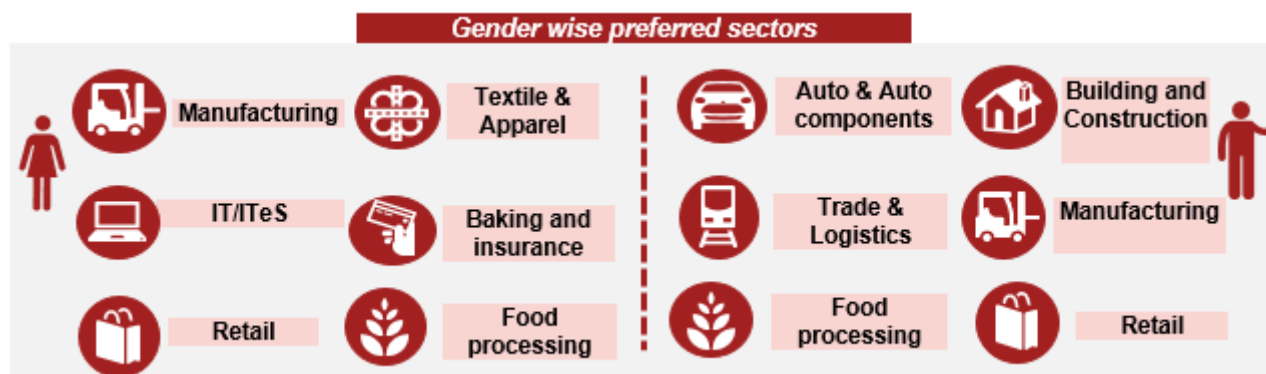 Gender wise preferred sectors
Manufacturing
Textile &
Apparel
IT/ITeS
Baking and
insurance
Retail
Food
processing
Auto & Auto
components
Building and
Construction
Trade &
Logistics
Manufacturing
Food
processing
Retail